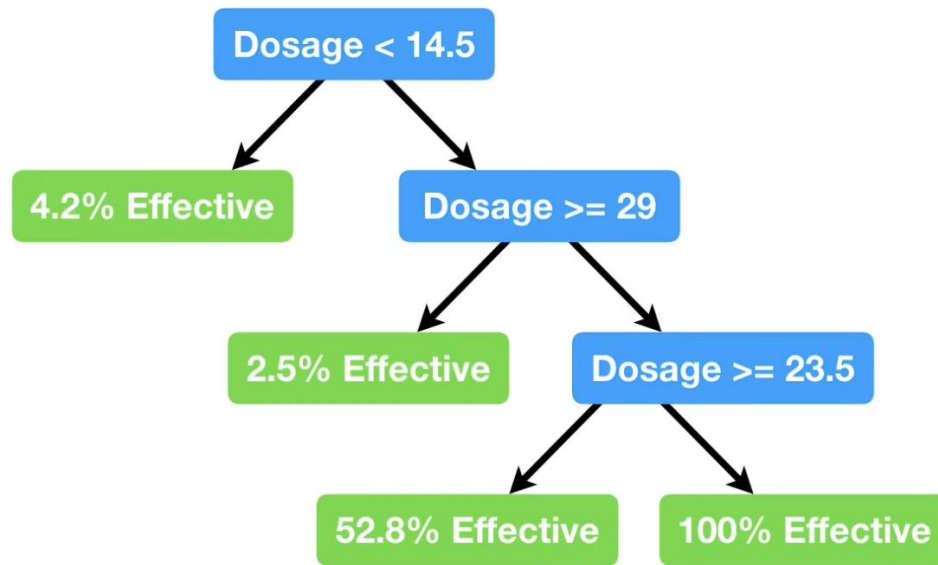 Dosage < 14.5
4.2% Effective
Dosage >= 29
2.5% Effective
Dosage >= 23.5
52.8% Effective
100% Effective